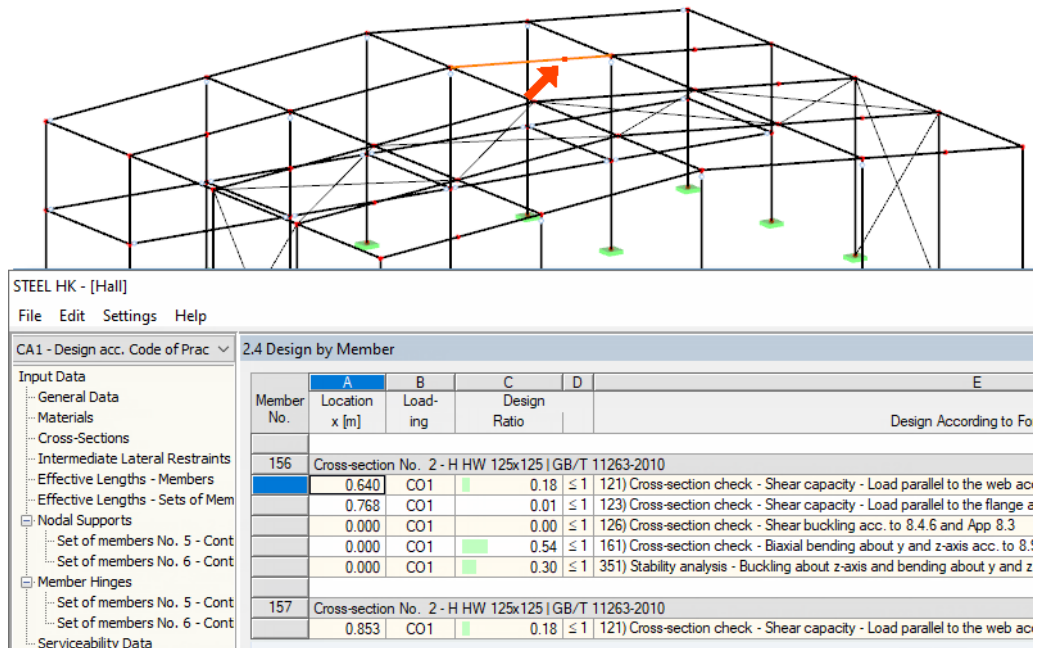 STEEL HK - [Hall]
File Edit Settings Help
CA1 - Design acc. Code of Prac
2.4 Design by Member
Input Data
General Data
Materials
Cross-Sections
Intermediate Lateral Restraints
Effective Lengths - Members
Effective Lengths - Sets of Mem
Nodal Supports
Set of members No. 5 - Cont
Set of members No. 6 - Cont
Member Hinges
Set of members No. 5 - Cont
Set of members No. 6 - Cont
Serviceability Data
A B C D E
Member Location Load- Design
No. x [m] ing Ratio Design According to Fo
156 Cross-section No. 2 - H HW 125x125 | GB/T 11263-2010
0.640 CO1 0.18 ≤ 1 121) Cross-section check - Shear capacity - Load parallel to the web acc
0.768 CO1 0.01 ≤ 1 123) Cross-section check - Shear capacity - Load parallel to the flange a
0.000 CO1 0.00 ≤ 1 126) Cross-section check - Shear buckling acc. to 8.4.6 and App 8.3
0.000 CO1 0.54 ≤ 1 161) Cross-section check - Biaxial bending about y and z-axis acc. to 8.
0.000 CO1 0.30 ≤ 1 351) Stability analysis - Buckling about z-axis and bending about y and z
157 Cross-section No. 2 - H HW 125x125 | GB/T 11263-2010
0.853 CO1 0.18 ≤ 1 121) Cross-section check - Shear capacity - Load parallel to the web acc